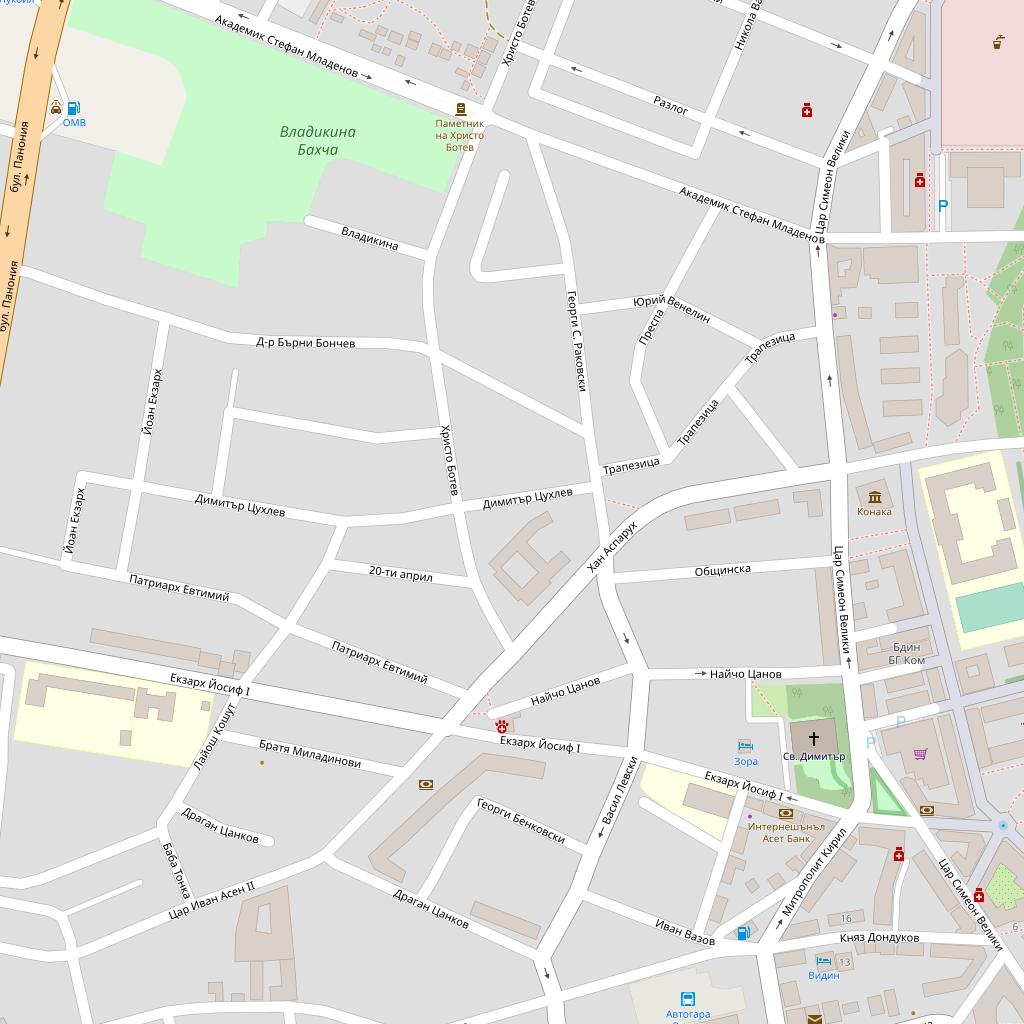 Академик Стефан Младенов
Христо Ботев
ОМВ
бул. Панония
Владикина
Бахча
Паметник
на Христо
Ботев
Разлог
Цар Симеон Велики
P
Академик Стефан Младенов
Владикина
бул. Панония
Юрий Венелин
Преспа
Георги С. Раковски
Д-р Бърни Бончев
Трапезица
Йоан Екзарх
Трапезица
Христо Ботев
Трапезица
Димитър Цухлев
Димитър Цухлев
Конака
Йоан Екзарх
Хан Аспарух
20-ти април
Общинска
Цар Симеон Велики
Патриарх Евтимий
Патриарх Евтимий
Бдин
БГ Ком
Екзарх Йосиф I
Найчо Цанов
Найчо Цанов
Лайош Кошут
P
P
Екзарх Йосиф I
Братя Миладинови
Зора
Св. Димитър
Васил Левски
Екзарх Йосиф I
Георги Бенковски
Драган Цанков
Интернешънъл
Асет Банк
Баба Тонка
Митрополит Кирил
Цар Симеон Велики
Цар Иван Асен II
Драган Цанков
Иван Вазов
16
Княз Дондуков
6
13
Видин
Автогара